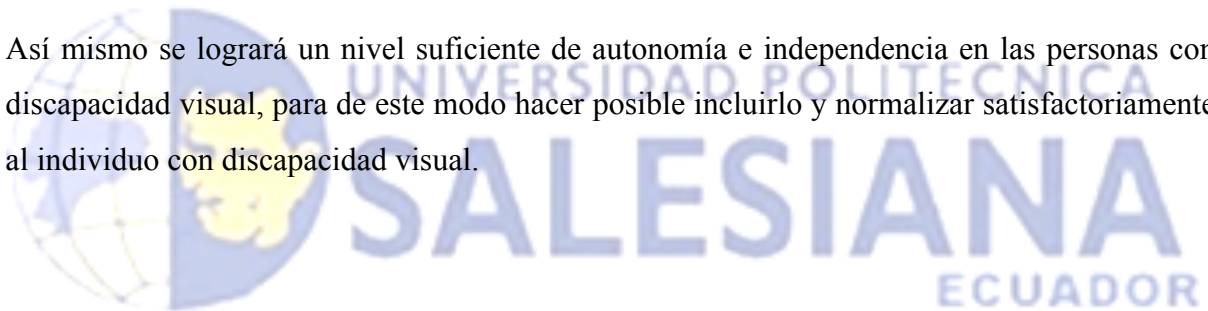 Así mismo se logrará un nivel suficiente de autonomía e independencia en las personas con
discapacidad visual, para de este modo hacer posible incluirlo y normalizar satisfactoriamente
al individuo con discapacidad visual.
UNIVERSIDAD POLITECNICA
SALESIANA
ECUADOR